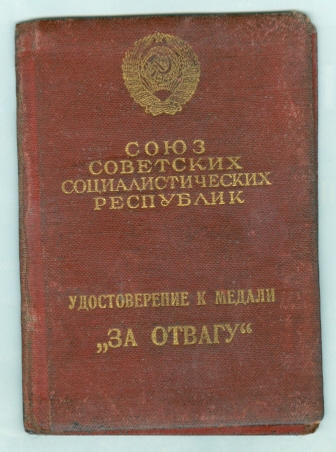 СОЮЗ
СОВЕТСКИХ
СОЦИАЛИСТИЧЕСКИХ
РЕСПУБЛИК
УДОСТОВЕРЕНИЕ К МЕДАЛИ
„ЗА ОТВАГУ“